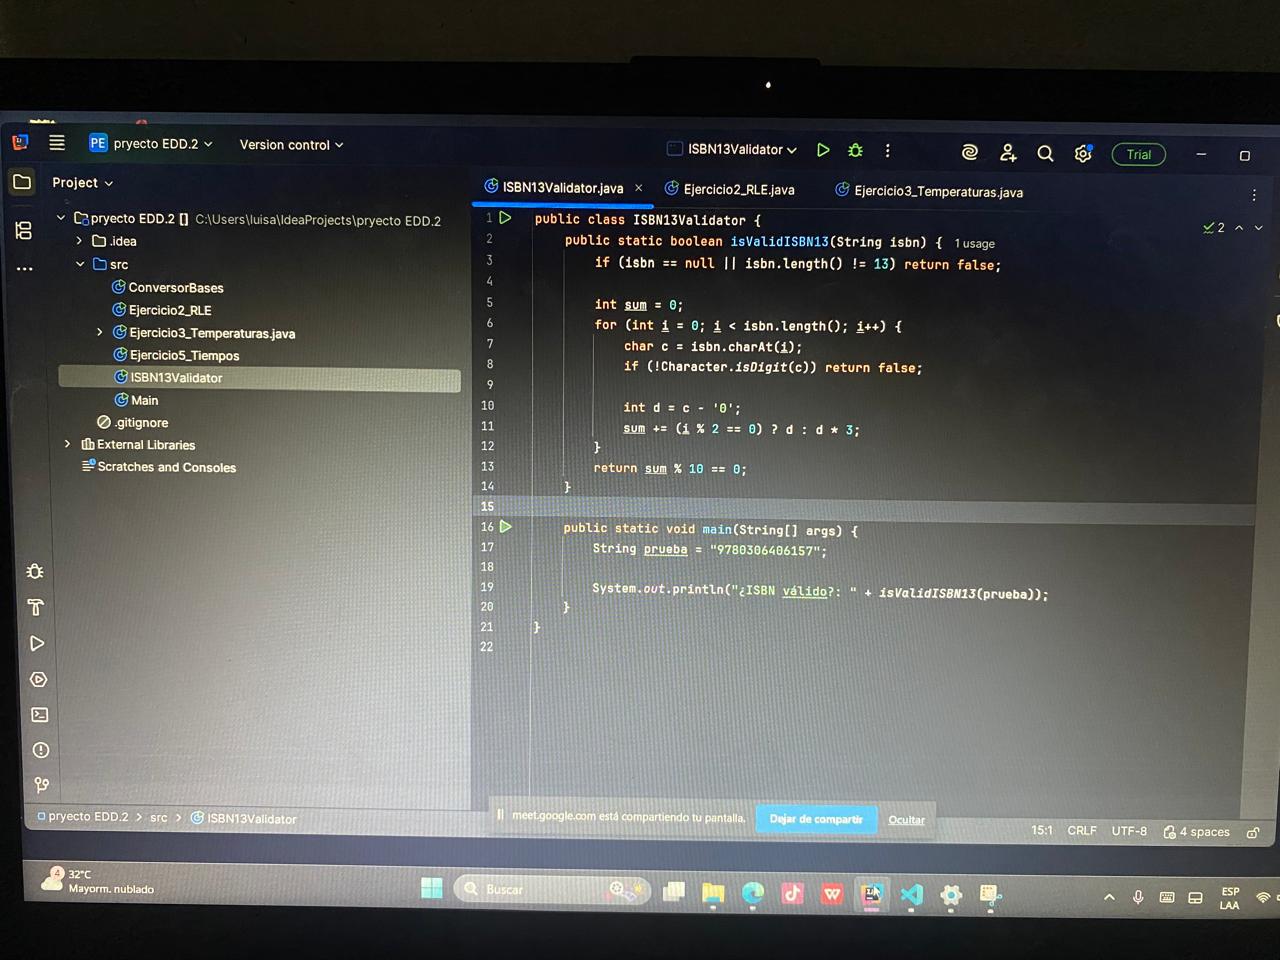 PE pryecto EDD.2 Version control ISBN13Validator Trial
Project
ISBN13Validator.java Ejercicio2_RLE.java Ejercicio3_Temperaturas.java
pryecto EDD.2 [] C:\Users\luisa\IdeaProjects\pryecto EDD.2
.idea
src
ConversorBases
Ejercicio2_RLE
Ejercicio3_Temperaturas.java
Ejercicio5_Tiempos
ISBN13Validator
Main
.gitignore
External Libraries
Scratches and Consoles
2
1 public class ISBN13Validator {
2 public static boolean isValidISBN13(String isbn) { 1 usage
3 if (isbn == null || isbn.length() != 13) return false;
4
5 int sum = 0;
6 for (int i = 0; i < isbn.length(); i++) {
7 char c = isbn.charAt(i);
8 if (!Character.isDigit(c)) return false;
9
10 int d = c - '0';
11 sum += (i % 2 == 0) ? d : d * 3;
12 }
13 return sum % 10 == 0;
14 }
15
16 public static void main(String[] args) {
17 String prueba = "9780306406157";
18
19 System.out.println("¿ISBN válido?: " + isValidISBN13(prueba));
20 }
21 }
22
meet.google.com está compartiendo tu pantalla. Dejar de compartir Ocultar
pryecto EDD.2 > src > ISBN13Validator
15:1 CRLF UTF-8 4 spaces
4 32°C
Mayorm. nublado
Buscar
ESP
LAA